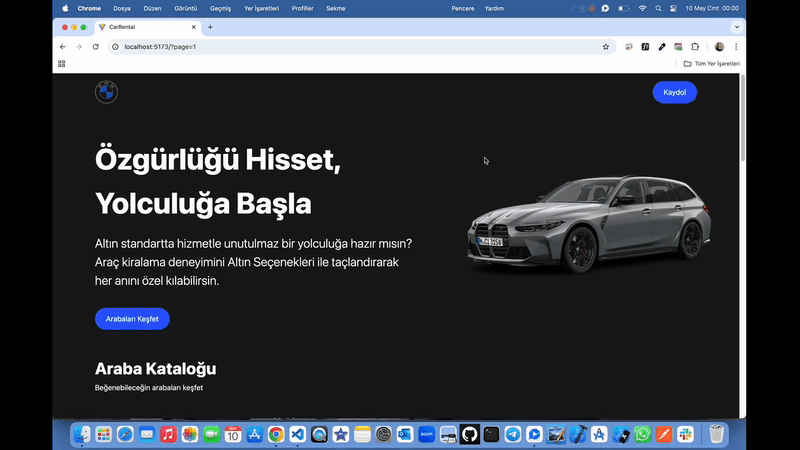 Chrome Dosya Düzen Görüntü Geçmiş Yer İşaretleri Profiller Sekme Pencere Yardım 10 May Cmt 00:00
CarRental
localhost:5173/?page=1
Tüm Yer İşaretleri
Kaydol
Özgürlüğü Hisset,
Yolculuğa Başla
Altın standartta hizmetle unutulmaz bir yolculuğa hazır mısın?
Araç kiralama deneyimini Altın Seçenekleri ile taçlandırarak
her anını özel kılabilirsin.
Arabaları Keşfet
Araba Kataloğu
Beğenebileceğin arabaları keşfet
10
zoom